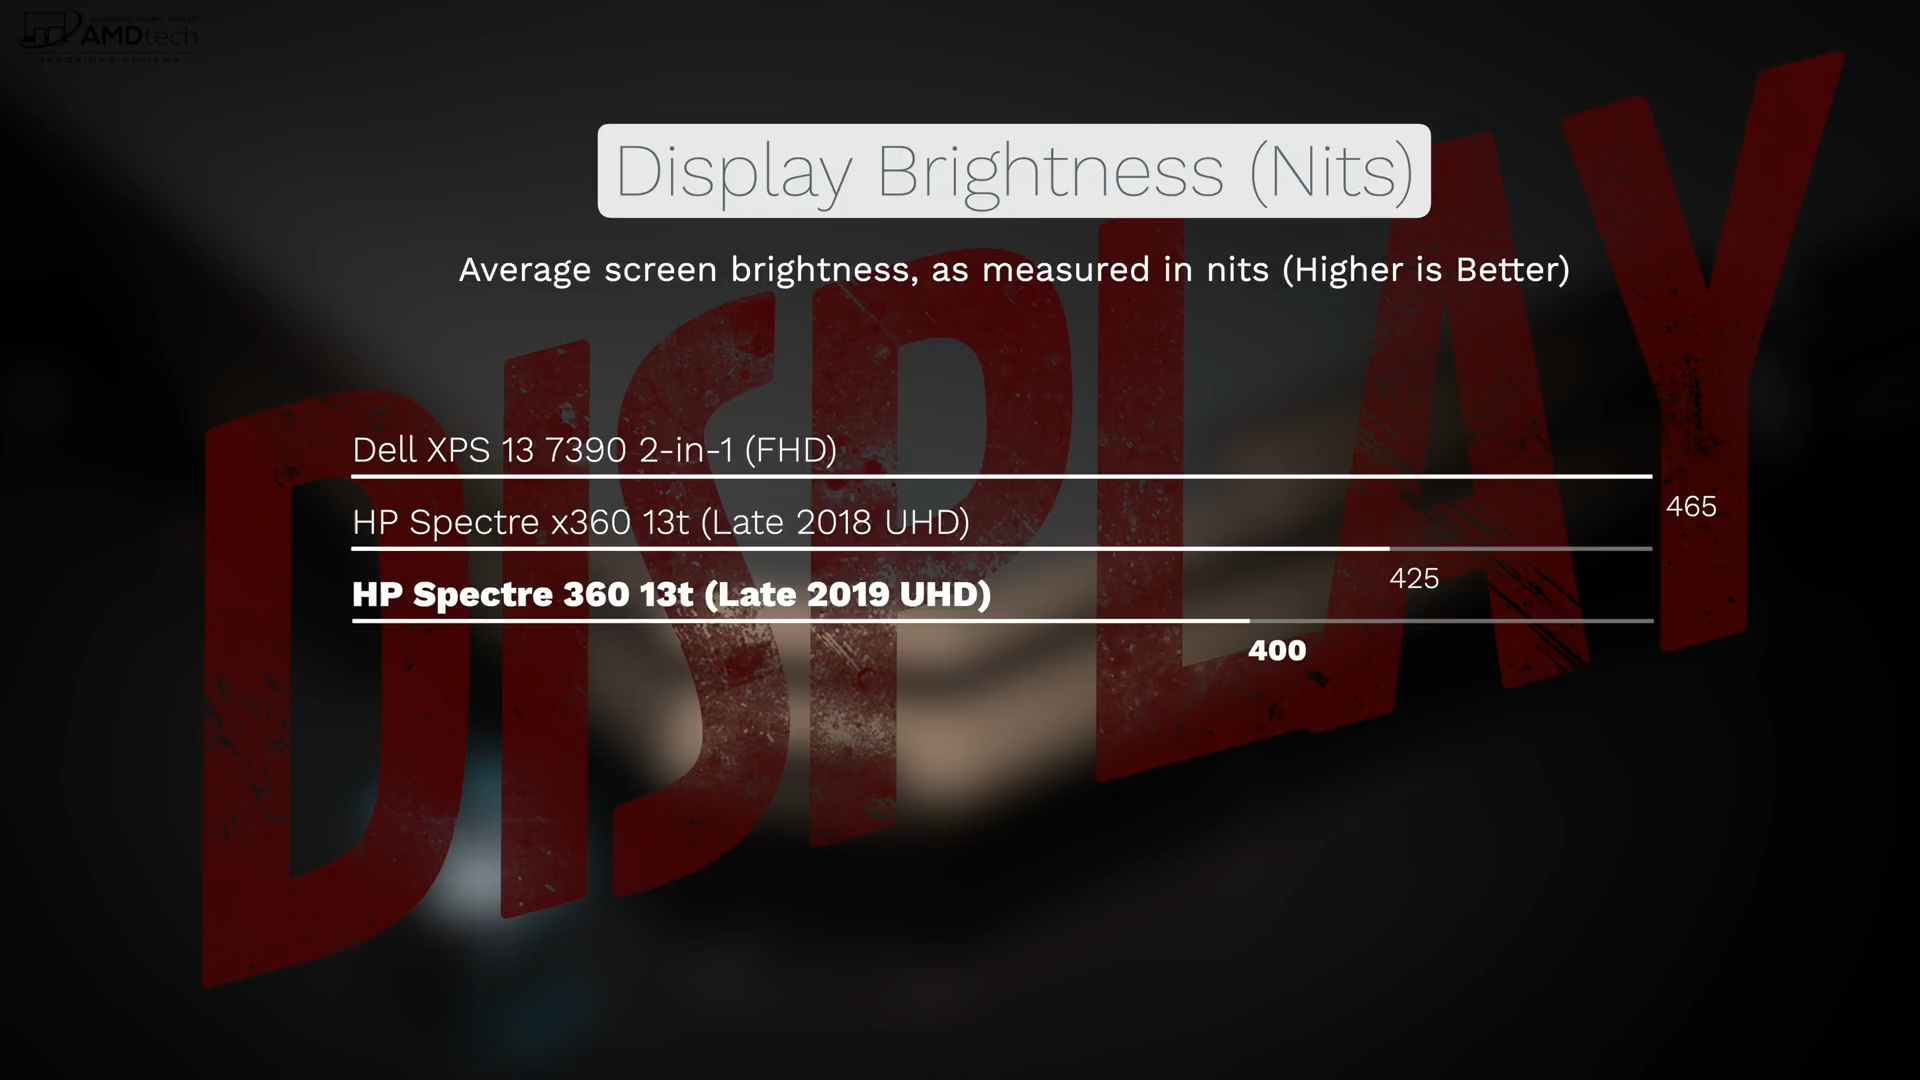 AMDtech
UNBOXINGS REVIEWS
DISPLAY
Display Brightness (Nits)
Average screen brightness, as measured in nits (Higher is Better)
Dell XPS 13 7390 2-in-1 (FHD)
465
HP Spectre x360 13t (Late 2018 UHD)
425
HP Spectre 360 13t (Late 2019 UHD)
400